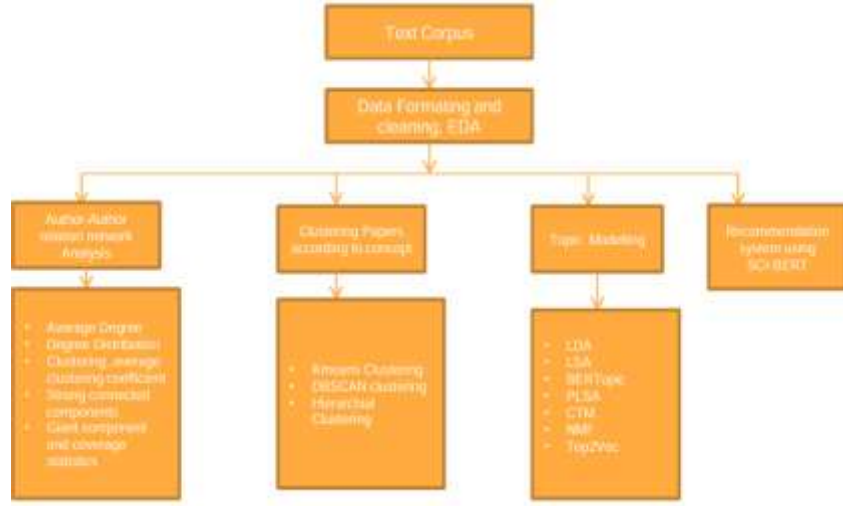 Text Corpus
Data Formating and
cleaning, EDA
Author-Author
related network
Analysis
Clustering Papers
according to concept
Topic Modelling
Recommendation
system using
SCI-BERT
• Average Degree
• Degree Distribution
• Clustering, average
clustering coefficient
• Strong connected
components
• Giant component
and coverage
statistics
• Kmeans Clustering
• DBSCAN clustering
• Hierarchial
Clustering
• LDA
• LSA
• BERTopic
• PLSA
• CTM
• NMF
• Top2Vec